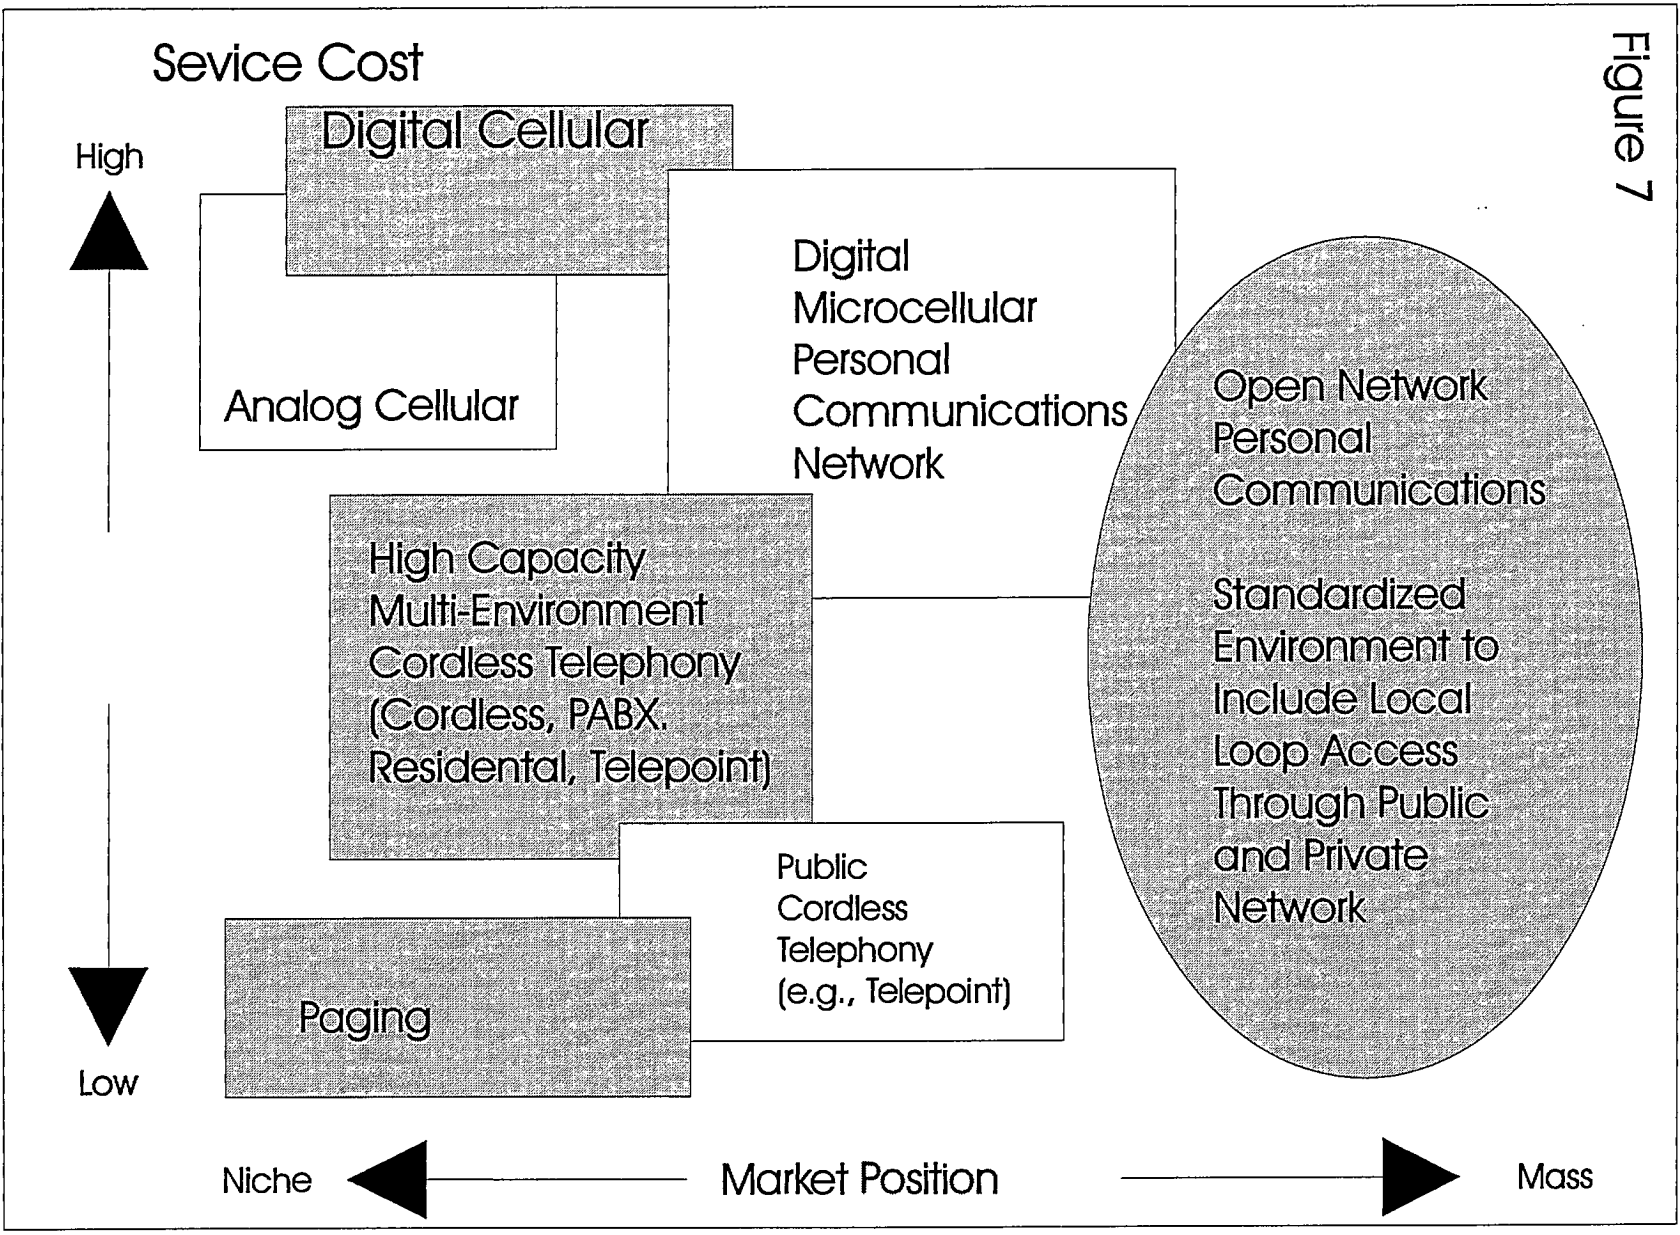 Sevice Cost
Figure 7
High
Digital Cellular
Analog Cellular
Digital
Microcellular
Personal
Communications
Network
Open Network
Personal
Communications
Standardized
Environment to
Include Local
Loop Access
Through Public
and Private
Network
High Capacity
Multi-Environment
Cordless Telephony
(Cordless, PABX.
Residental, Telepoint)
Public
Cordless
Telephony
(e.g., Telepoint)
Paging
Low
Niche
Market Position
Mass